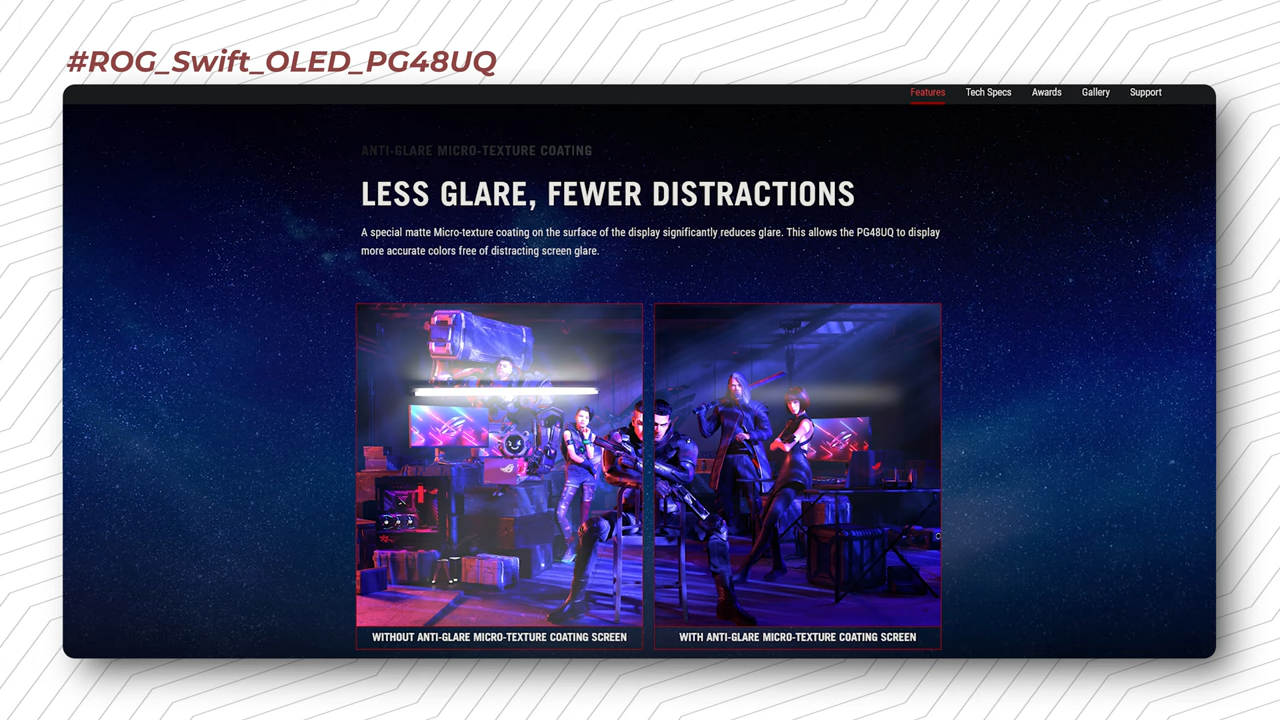 #ROG_Swift_OLED_PG48UQ
Features Tech Specs Awards Gallery Support
ANTI-GLARE MICRO-TEXTURE COATING
LESS GLARE, FEWER DISTRACTIONS
A special matte Micro-texture coating on the surface of the display significantly reduces glare. This allows the PG48UQ to display
more accurate colors free of distracting screen glare.
WITHOUT ANTI-GLARE MICRO-TEXTURE COATING SCREEN
WITH ANTI-GLARE MICRO-TEXTURE COATING SCREEN